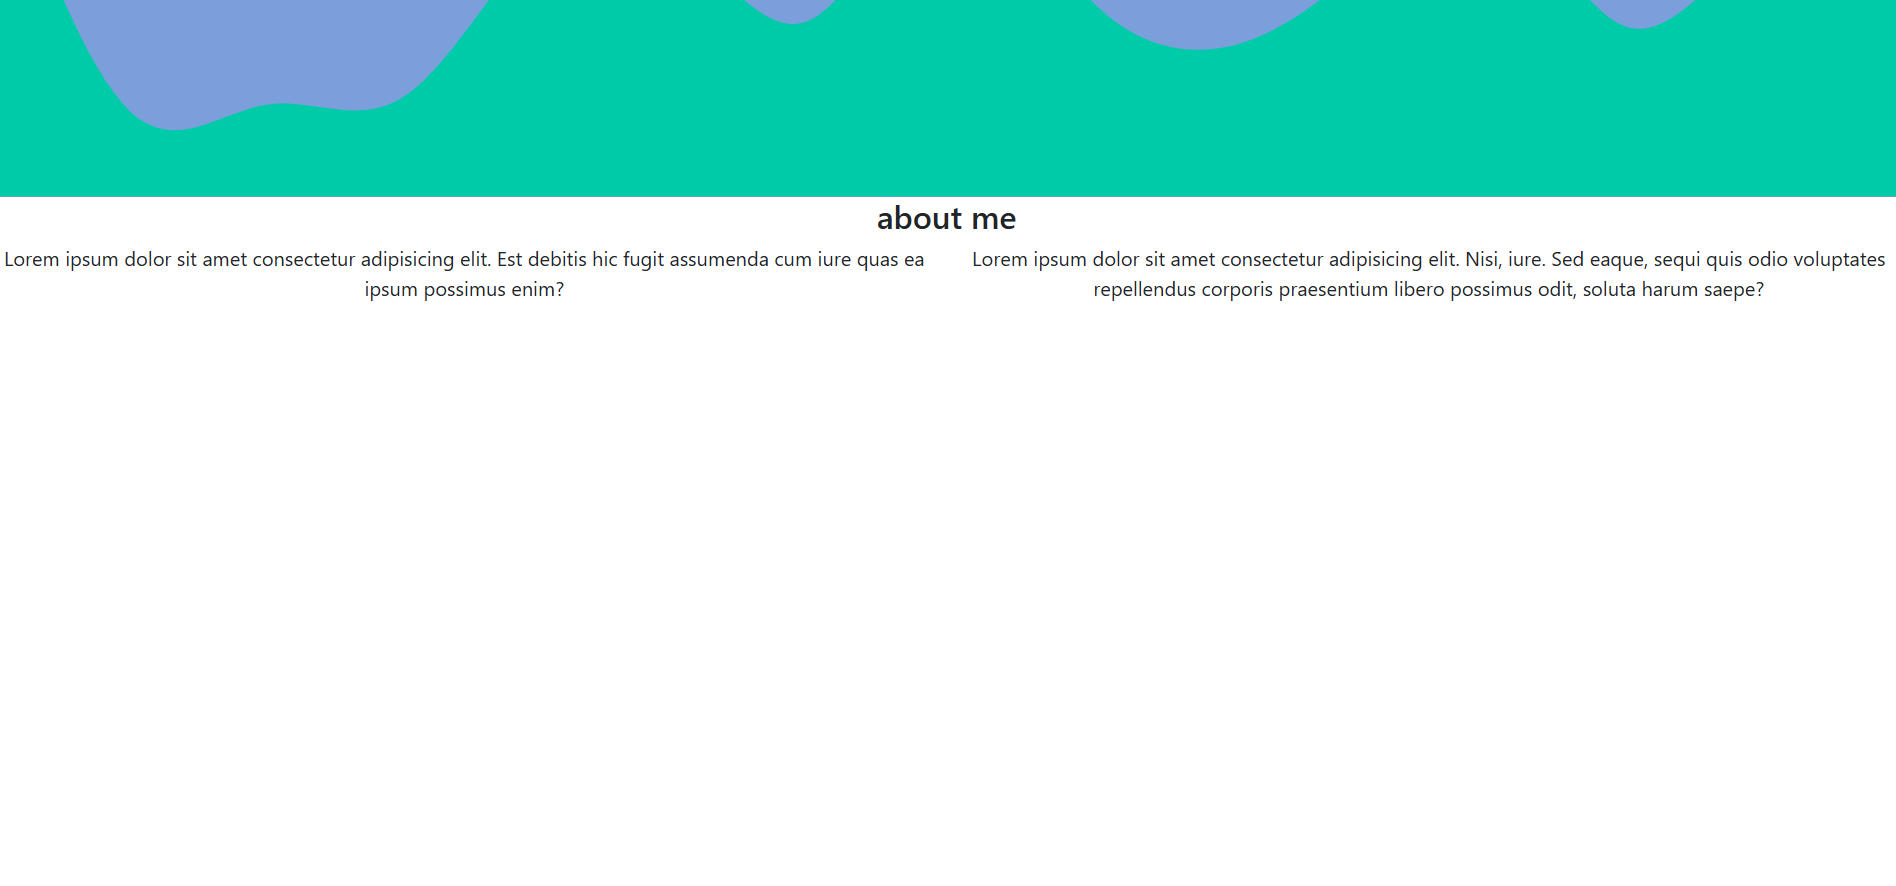 about me
Lorem ipsum dolor sit amet consectetur adipisicing elit. Est debitis hic fugit assumenda cum iure quas ea
ipsum possimus enim?
Lorem ipsum dolor sit amet consectetur adipisicing elit. Nisi, iure. Sed eaque, sequi quis odio voluptates
repellendus corporis praesentium libero possimus odit, soluta harum saepe?